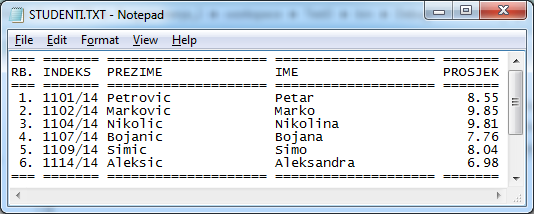 STUDENTI.TXT - Notepad
File Edit Format View Help
=== ======= ==================== ==================== =======
RB. INDEKS PREZIME IME PROSJEK
=== ======= ==================== ==================== =======
1. 1101/14 Petrovic Petar 8.55
2. 1102/14 Markovic Marko 9.85
3. 1104/14 Nikolic Nikolina 9.81
4. 1107/14 Bojanic Bojana 7.76
5. 1109/14 Simic Simo 8.04
6. 1114/14 Aleksic Aleksandra 6.98
=== ======= ==================== ==================== =======